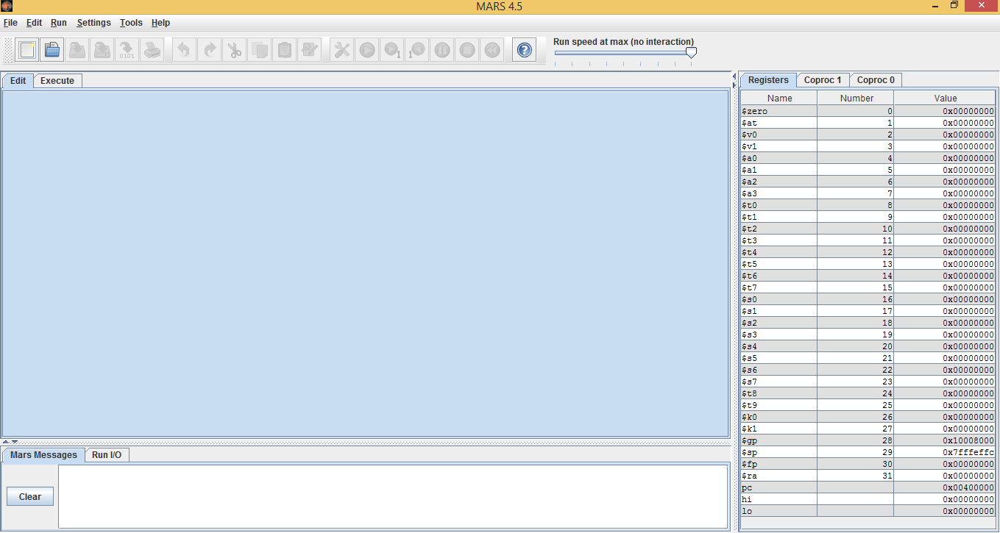 MARS 4.5
File Edit Run Settings Tools Help
0101
1
1
?
Run speed at max (no interaction)
Edit Execute
Registers Coproc 1 Coproc 0
Name Number Value
$zero 0 0x00000000
$at 1 0x00000000
$v0 2 0x00000000
$v1 3 0x00000000
$a0 4 0x00000000
$a1 5 0x00000000
$a2 6 0x00000000
$a3 7 0x00000000
$t0 8 0x00000000
$t1 9 0x00000000
$t2 10 0x00000000
$t3 11 0x00000000
$t4 12 0x00000000
$t5 13 0x00000000
$t6 14 0x00000000
$t7 15 0x00000000
$s0 16 0x00000000
$s1 17 0x00000000
$s2 18 0x00000000
$s3 19 0x00000000
$s4 20 0x00000000
$s5 21 0x00000000
$s6 22 0x00000000
$s7 23 0x00000000
$t8 24 0x00000000
$t9 25 0x00000000
$k0 26 0x00000000
$k1 27 0x00000000
$gp 28 0x10008000
$sp 29 0x7fffeffc
$fp 30 0x00000000
$ra 31 0x00000000
pc 0x00400000
hi 0x00000000
lo 0x00000000
Mars Messages Run I/O
Clear